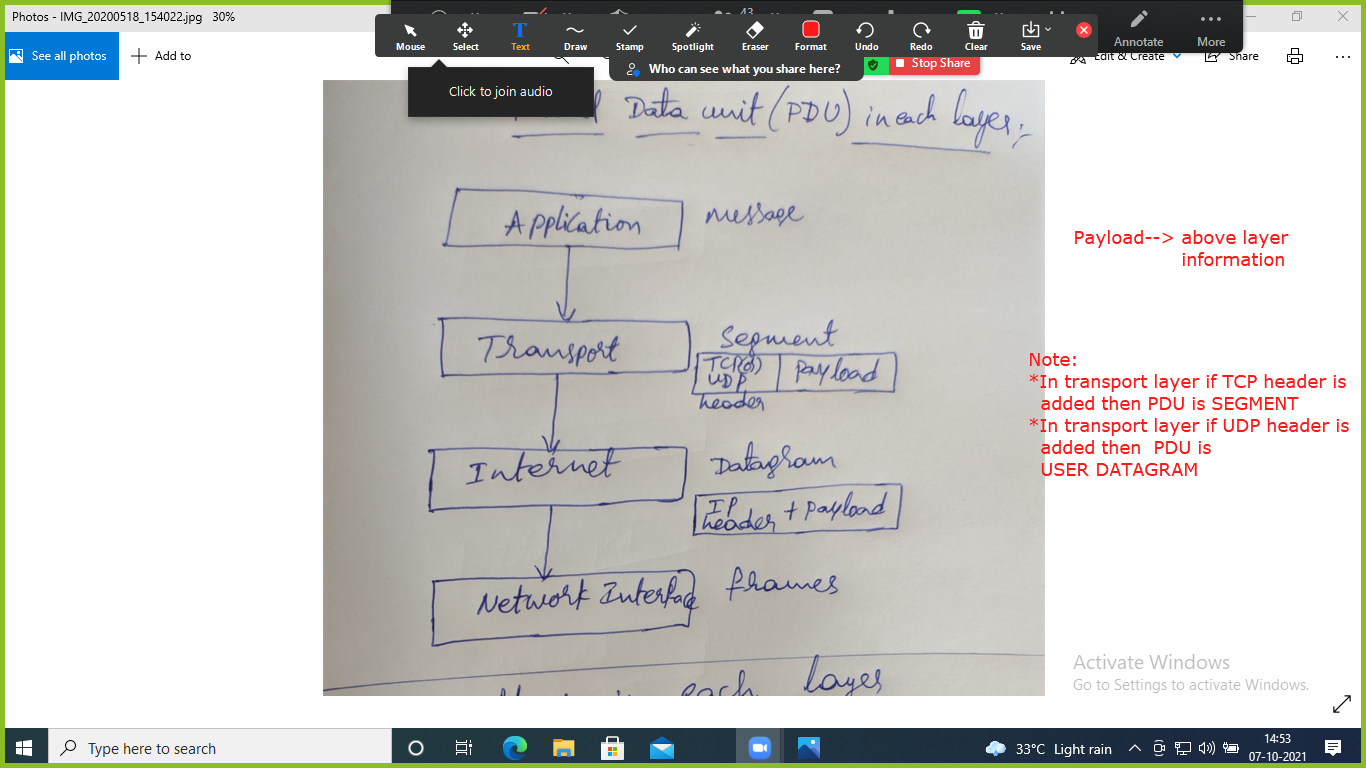 Photos - IMG_20200518_154022.jpg 30%
43
Mouse Select Text Draw Stamp Spotlight Eraser Format Undo Redo Clear Save
Annotate More
See all photos Add to
Edit & Create Share
Who can see what you share here? Stop Share
Click to join audio
Data unit (PDU) in each layer:-
Application message
Payload--> above layer
information
Transport Segment
TCP(or) Payload
UDP
header
Note:
*In transport layer if TCP header is
added then PDU is SEGMENT
*In transport layer if UDP header is
added then PDU is
USER DATAGRAM
Internet Datagram
IP
header + Payload
Network Interface frames
each layer
Activate Windows
Go to Settings to activate Windows.
Type here to search
33°C Light rain
14:53
07-10-2021